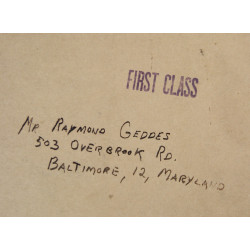 FIRST CLASS
Mr Raymond Geddes
503 Overbrook Rd.
Baltimore, 12, Maryland